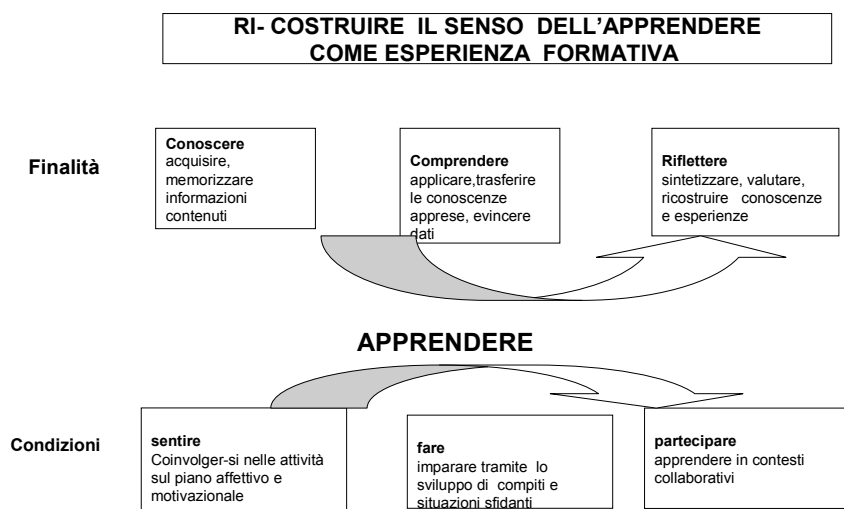 RI- COSTRUIRE IL SENSO DELL'APPRENDERE
COME ESPERIENZA FORMATIVA
Finalità
Conoscere
acquisire,
memorizzare
informazioni
contenuti
Comprendere
applicare,trasferire
le conoscenze
apprese, evincere
dati
Riflettere
sintetizzare, valutare,
ricostruire conoscenze
e esperienze
APPRENDERE
Condizioni
sentire
Coinvolger-si nelle attività
sul piano affettivo e
motivazionale
fare
imparare tramite lo
sviluppo di compiti e
situazioni sfidanti
partecipare
apprendere in contesti
collaborativi